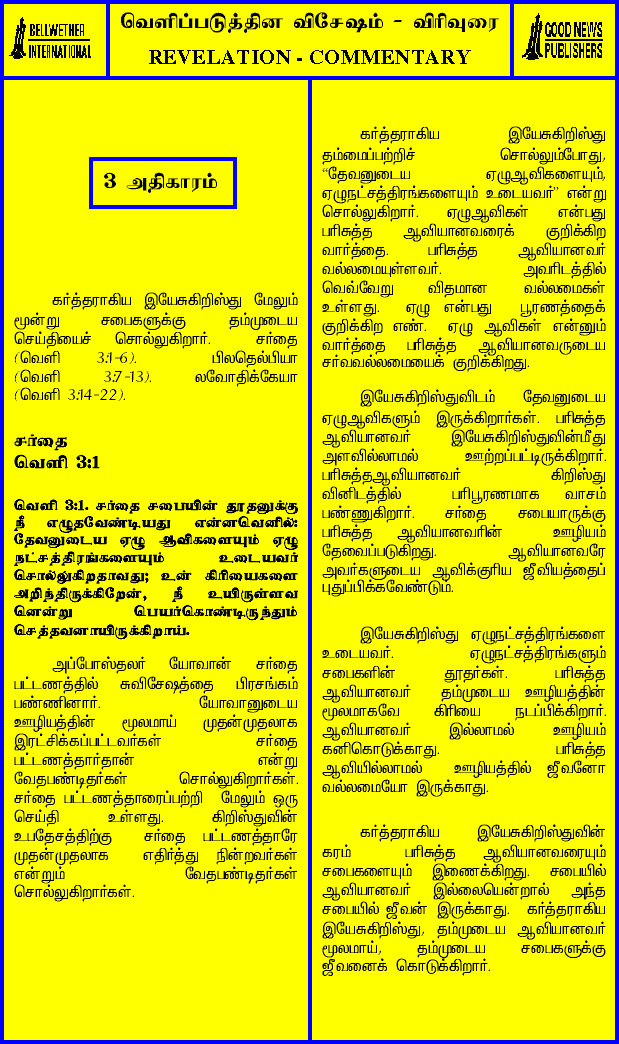 BELLWETHER
INTERNATIONAL
வெளிப்படுத்தின விசேஷம் - விரிவுரை
REVELATION - COMMENTARY
GOOD NEWS
PUBLISHERS
3 அதிகாரம்
கர்த்தராகிய இயேசுகிறிஸ்து மேலும்
மூன்று சபைகளுக்கு தம்முடைய
செய்தியைச் சொல்லுகிறார். சர்தை
(வெளி 3:1-6). பிலதெல்பியா
(வெளி 3:7-13). லவோதிக்கேயா
(வெளி 3:14-22).
சர்தை
வெளி 3:1
வெளி 3:1. சர்தை சபையின் தூதனுக்கு
நீ எழுதவேண்டியது என்னவெனில்:
தேவனுடைய ஏழு ஆவிகளையும் ஏழு
நட்சத்திரங்களையும் உடையவர்
சொல்லுகிறதாவது; உன் கிரியைகளை
அறிந்திருக்கிறேன், நீ உயிருள்ளவ
னென்று பெயர்கொண்டிருந்தும்
செத்தவனாயிருக்கிறாய்.
அப்போஸ்தலர் யோவான் சர்தை
பட்டணத்தில் சுவிசேஷத்தை பிரசங்கம்
பண்ணினார். யோவானுடைய
ஊழியத்தின் மூலமாய் முதன்முதலாக
இரட்சிக்கப்பட்டவர்கள் சர்தை
பட்டணத்தார்தான் என்று
வேதபண்டிதர்கள் சொல்லுகிறார்கள்.
சர்தை பட்டணத்தாரைப்பற்றி மேலும் ஒரு
செய்தி உள்ளது. கிறிஸ்துவின்
உபதேசத்திற்கு சர்தை பட்டணத்தாரே
முதன்முதலாக எதிர்த்து நின்றவர்கள்
என்றும் வேதபண்டிதர்கள்
சொல்லுகிறார்கள்.
கர்த்தராகிய இயேசுகிறிஸ்து
தம்மைப்பற்றிச் சொல்லும்போது,
“தேவனுடைய ஏழுஆவிகளையும்,
ஏழுநட்சத்திரங்களையும் உடையவர்” என்று
சொல்லுகிறார். ஏழுஆவிகள் என்பது
பரிசுத்த ஆவியானவரைக் குறிக்கிற
வார்த்தை. பரிசுத்த ஆவியானவர்
வல்லமையுள்ளவர். அவரிடத்தில்
வெவ்வேறு விதமான வல்லமைகள்
உள்ளது. ஏழு என்பது பூரணத்தைக்
குறிக்கிற எண். ஏழு ஆவிகள் என்னும்
வார்த்தை பரிசுத்த ஆவியானவருடைய
சர்வவல்லமையைக் குறிக்கிறது.
இயேசுகிறிஸ்துவிடம் தேவனுடைய
ஏழுஆவிகளும் இருக்கிறார்கள். பரிசுத்த
ஆவியானவர் இயேசுகிறிஸ்துவின்மீது
அளவில்லாமல் ஊற்றப்பட்டிருக்கிறார்.
பரிசுத்தஆவியானவர் கிறிஸ்து
வினிடத்தில் பரிபூரணமாக வாசம்
பண்ணுகிறார். சர்தை சபையாருக்கு
பரிசுத்த ஆவியானவரின் ஊழியம்
தேவைப்படுகிறது. ஆவியானவரே
அவர்களுடைய ஆவிக்குரிய ஜீவியத்தைப்
புதுப்பிக்கவேண்டும்.
இயேசுகிறிஸ்து ஏழுநட்சத்திரங்களை
உடையவர். ஏழுநட்சத்திரங்களும்
சபைகளின் தூதர்கள். பரிசுத்த
ஆவியானவர் தம்முடைய ஊழியத்தின்
மூலமாகவே கிரியை நடப்பிக்கிறார்.
ஆவியானவர் இல்லாமல் ஊழியம்
கனிகொடுக்காது. பரிசுத்த
ஆவியில்லாமல் ஊழியத்தில் ஜீவனோ
வல்லமையோ இருக்காது.
கர்த்தராகிய இயேசுகிறிஸ்துவின்
கரம் பரிசுத்த ஆவியானவரையும்
சபைகளையும் இணைக்கிறது. சபையில்
ஆவியானவர் இல்லையென்றால் அந்த
சபையில் ஜீவன் இருக்காது. கர்த்தராகிய
இயேசுகிறிஸ்து, தம்முடைய ஆவியானவர்
மூலமாய், தம்முடைய சபைகளுக்கு
ஜீவனைக் கொடுக்கிறார்.